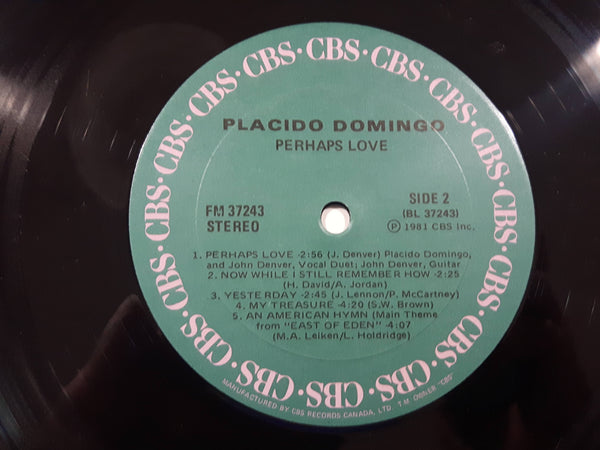 CBS · CBS · CBS · CBS · CBS · CBS · CBS · CBS · CBS · CBS · CBS · CBS · CBS · CBS · CBS · CBS · CBS · CBS · CBS · CBS
PLACIDO DOMINGO
PERHAPS LOVE
FM 37243
STEREO
SIDE 2
(BL 37243)
℗ 1981 CBS Inc.
1. PERHAPS LOVE -2:56 (J. Denver) Placido Domingo,
and John Denver, Vocal Duet; John Denver, Guitar
2. NOW WHILE I STILL REMEMBER HOW -2:25
(H. David/A. Jordan)
3. YESTERDAY -2:45 (J. Lennon/P. McCartney)
4. MY TREASURE -4:20 (S.W. Brown)
5. AN AMERICAN HYMN (Main Theme
from "EAST OF EDEN" -4:07
(M.A. Leiken/L. Holdridge)
MANUFACTURED BY CBS RECORDS CANADA, LTD. T.M. OWNER "CBS"